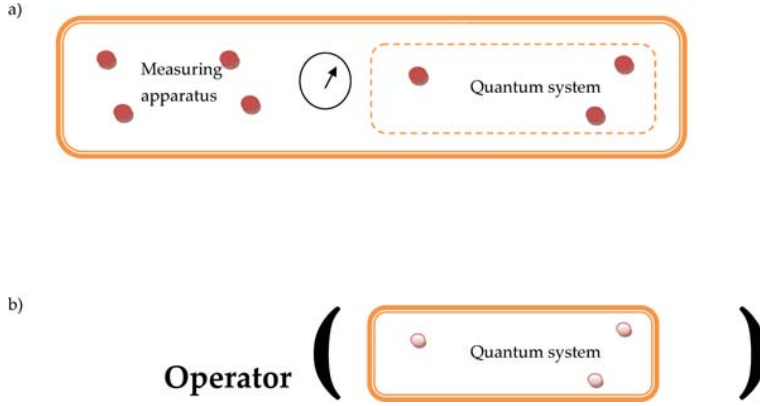 a)
Measuring
apparatus
Quantum system
b)
Quantum system
Operator ( )